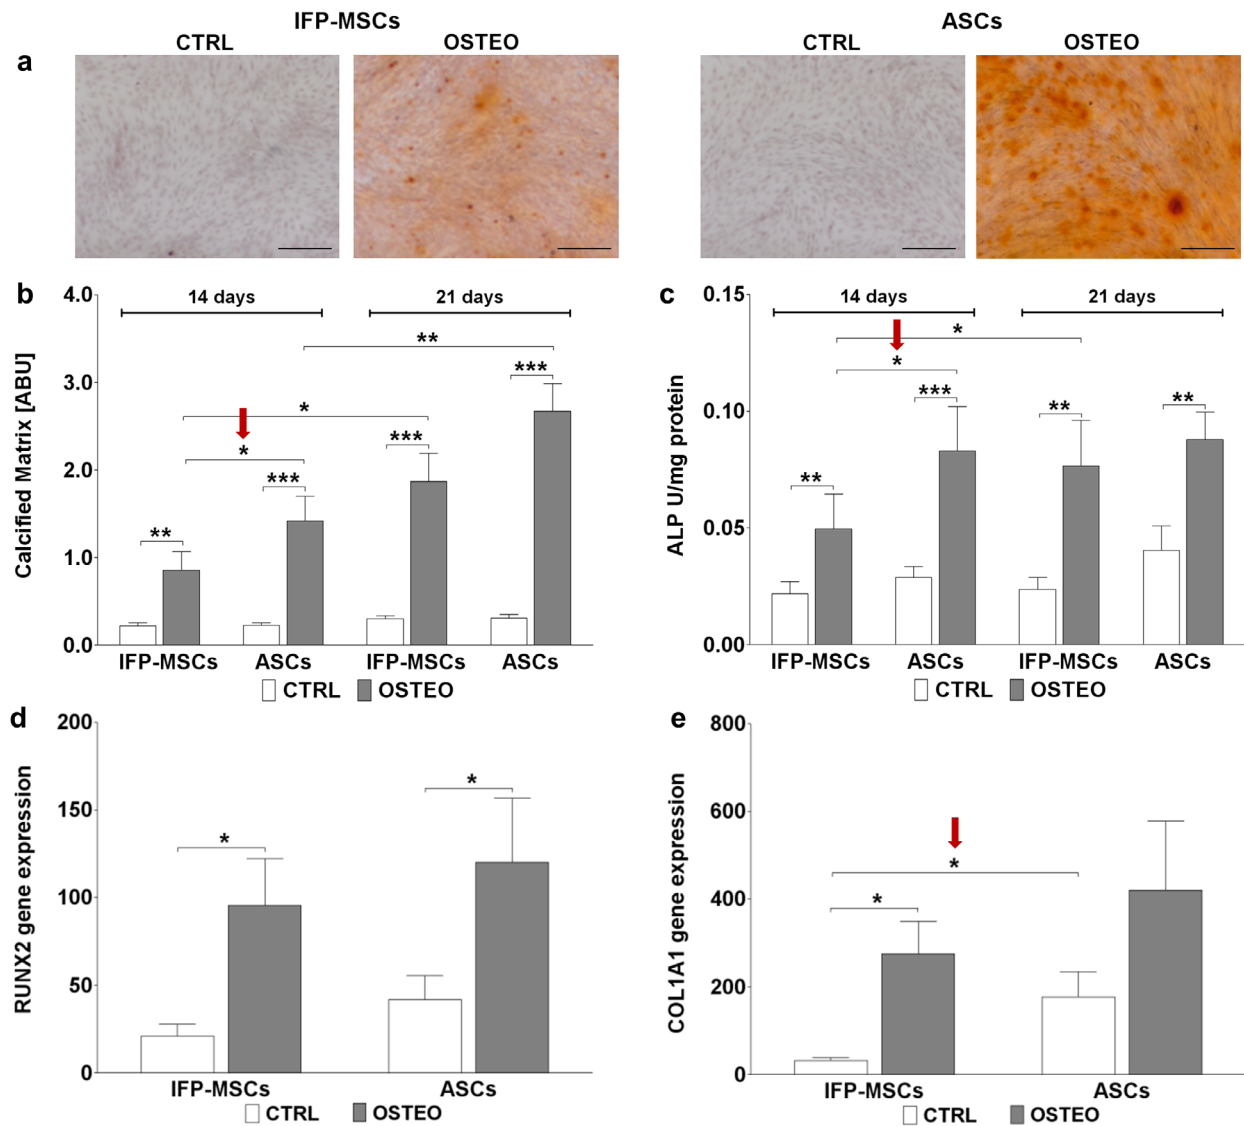 IFP-MSCs
ASCs
CTRL
OSTEO
CTRL
OSTEO
a
b
4.0
3.0
2.0
1.0
0.0
Calcified Matrix [ABU]
14 days
21 days
**
*
***
*
***
***
**
IFP-MSCs
ASCs
IFP-MSCs
ASCs
CTRL
OSTEO
c
0.15
0.10
0.05
0.00
ALP U/mg protein
14 days
21 days
*
*
***
**
**
**
IFP-MSCs
ASCs
IFP-MSCs
ASCs
CTRL
OSTEO
d
200
150
100
50
0
RUNX2 gene expression
*
*
IFP-MSCs
ASCs
CTRL
OSTEO
e
800
600
400
200
0
COL1A1 gene expression
*
*
IFP-MSCs
ASCs
CTRL
OSTEO